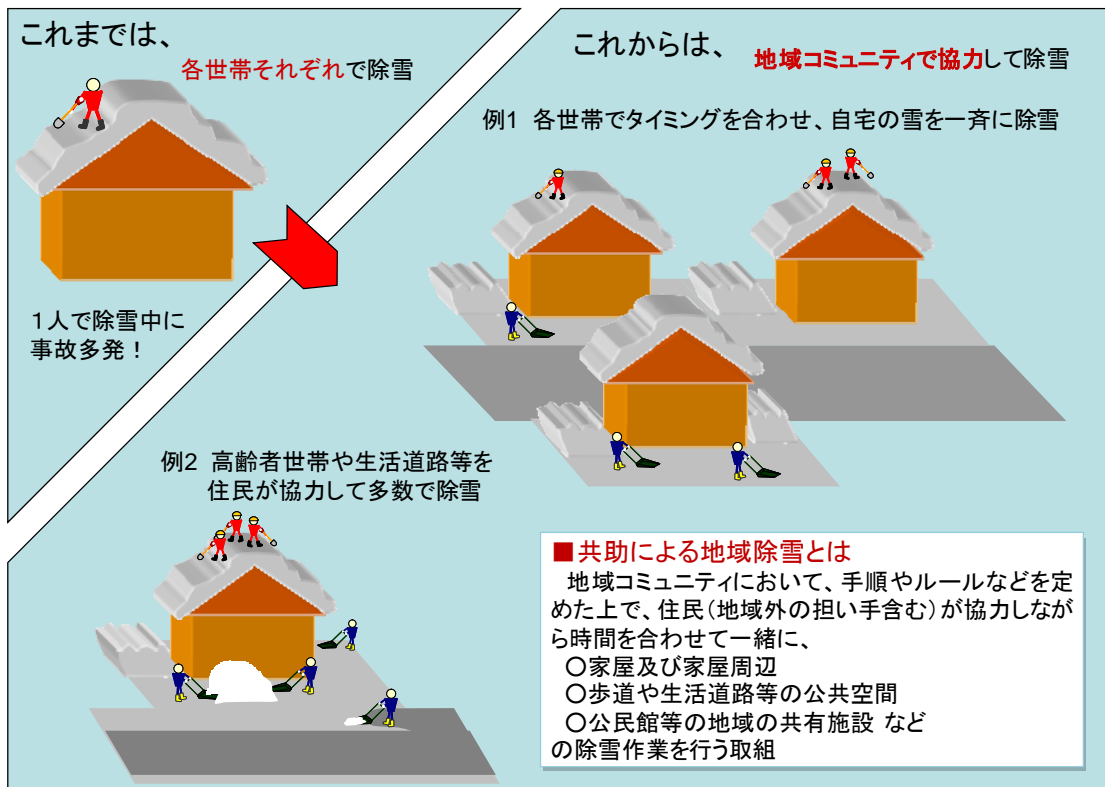 これまでは、
各世帯それぞれで除雪
1人で除雪中に
事故多発！
これからは、
地域コミュニティで協力して除雪
例1 各世帯でタイミングを合わせ、自宅の雪を一斉に除雪
例2 高齢者世帯や生活道路等を
住民が協力して多数で除雪
■共助による地域除雪とは
地域コミュニティにおいて、手順やルールなどを定
めた上で、住民（地域外の担い手含む）が協力しなが
ら時間を合わせて一緒に、
○家屋及び家屋周辺
○歩道や生活道路等の公共空間
○公民館等の地域の共有施設 など
の除雪作業を行う取組